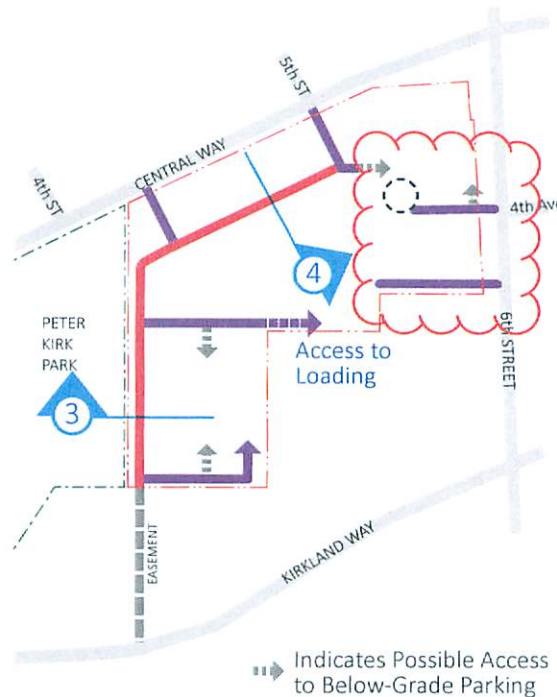 5th ST
CENTRAL WAY
4th ST
4th Ave
4
PETER
KIRK
PARK
Access to
Loading
6th STREET
3
EASEMENT
KIRKLAND WAY
Indicates Possible Access
to Below-Grade Parking